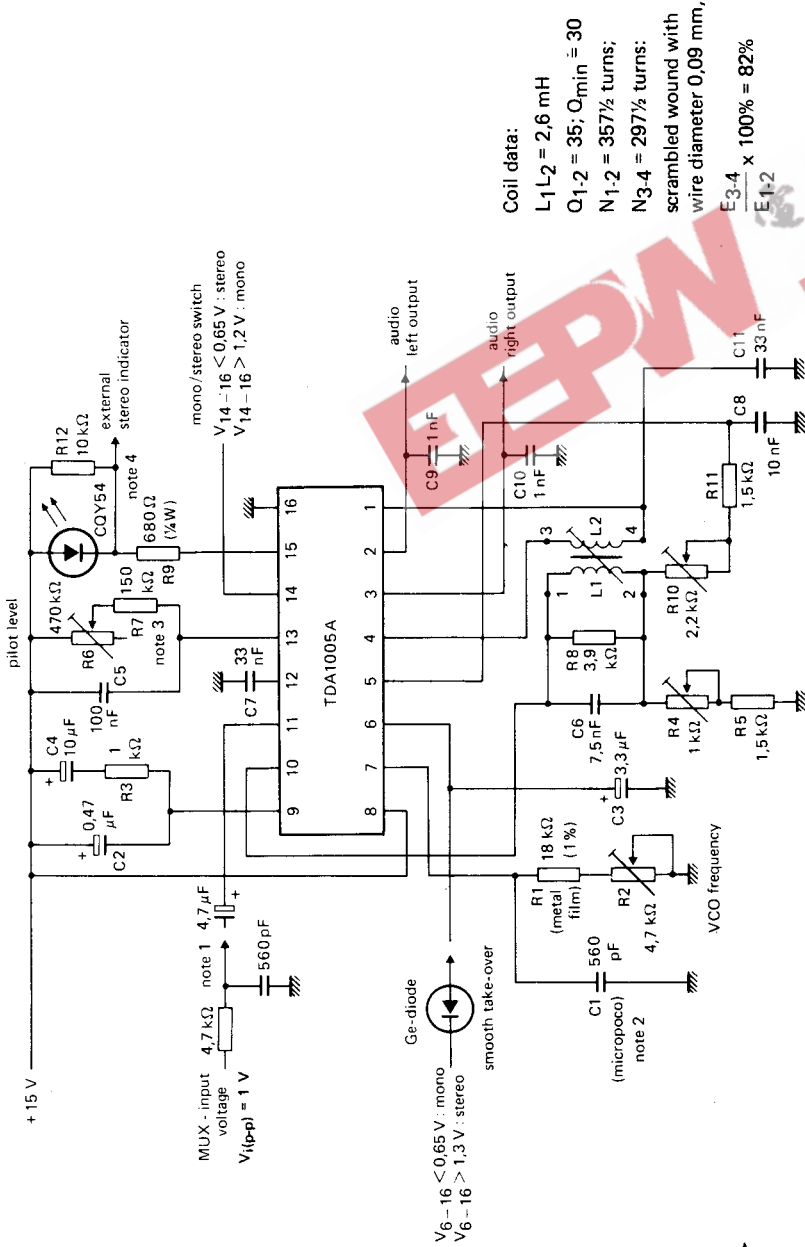 +15 V
MUX - input
voltage
Vi(p-p) = 1 V
4,7 kΩ
note 1
560pF
4,7 µF
+
+
C2
0,47
µF
+
C4
10 µF
R3
1
kΩ
100
nF
C5
pilot level
R6
470 kΩ
R7
150
kΩ
note 3
C7
33
nF
R9
680 Ω
(¼W)
CQY54
note 4
R12
10 kΩ
external
stereo indicator
mono/stereo switch
V14–16 < 0,65 V : stereo
V14–16 > 1,2 V : mono
9
10
11
12
13
14
15
16
TDA1005A
8
7
6
5
4
3
2
1
V6–16 < 0,65 V : mono
V6–16 > 1,3 V : stereo
Ge-diode
smooth take-over
C1
560
pF
(micropoco)
note 2
R1
(metal
film)
18 kΩ
(1%)
R2
4,7 kΩ
VCO frequency
C3
+
3,3 µF
C6
7,5 nF
R8
3,9
kΩ
1
L1
2
3
L2
4
R4
1 kΩ
R5
1,5 kΩ
R10
2,2 kΩ
R11
1,5 kΩ
C8
10 nF
C11
33 nF
C9
1 nF
C10
1 nF
audio
left output
audio
right output
Coil data:
L1L2 = 2,6 mH
Q1-2 = 35; Qmin = 30
N1-2 = 357½ turns;
N3-4 = 297½ turns:
scrambled wound with
wire diameter 0,09 mm,
E3-4
E1-2
x 100% = 82%
EEPW